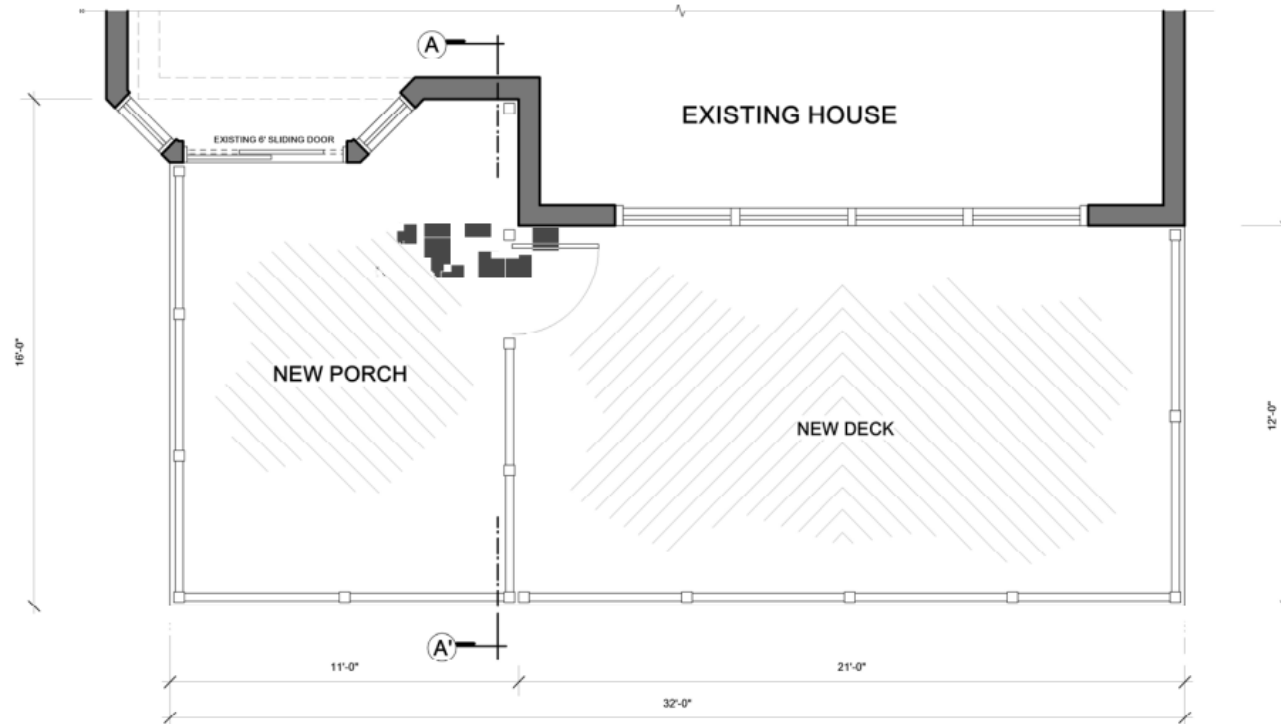 A
EXISTING HOUSE
EXISTING 6' SLIDING DOOR
16'-0"
NEW PORCH
NEW DECK
12'-0"
A'
11'-0"
21'-0"
32'-0"